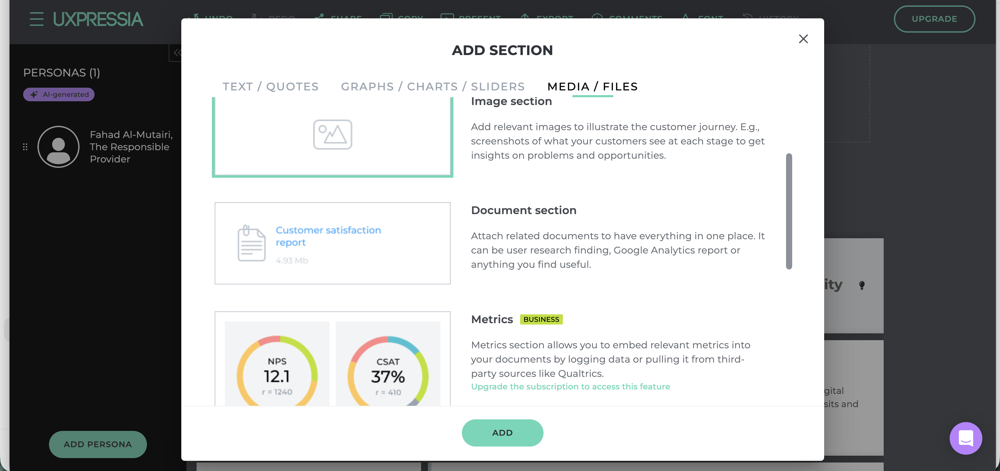 UXPRESSIA
UNDO
REDO
SHARE
COPY
PRESENT
EXPORT
COMMENTS
FONT
HISTORY
UPGRADE
PERSONAS (1)
AI-generated
Fahad Al-Mutairi,
The Responsible
Provider
ADD PERSONA
ADD SECTION
TEXT / QUOTES
GRAPHS / CHARTS / SLIDERS
MEDIA / FILES
Image section
Add relevant images to illustrate the customer journey. E.g.,
screenshots of what your customers see at each stage to get
insights on problems and opportunities.
Customer satisfaction
report
4.93 Mb
Document section
Attach related documents to have everything in one place. It
can be user research finding, Google Analytics report or
anything you find useful.
NPS
12.1
r = 1240
CSAT
37%
r = 410
Metrics
BUSINESS
Metrics section allows you to embed relevant metrics into
your documents by logging data or pulling it from third-
party sources like Qualtrics.
Upgrade the subscription to access this feature
ADD
ity
gital
sits and